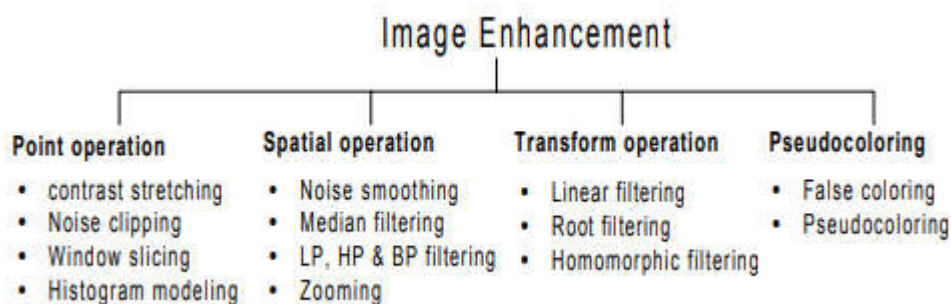 Image Enhancement
Point operation
• contrast stretching
• Noise clipping
• Window slicing
• Histogram modeling
Spatial operation
• Noise smoothing
• Median filtering
• LP, HP & BP filtering
• Zooming
Transform operation
• Linear filtering
• Root filtering
• Homomorphic filtering
Pseudocoloring
• False coloring
• Pseudocoloring